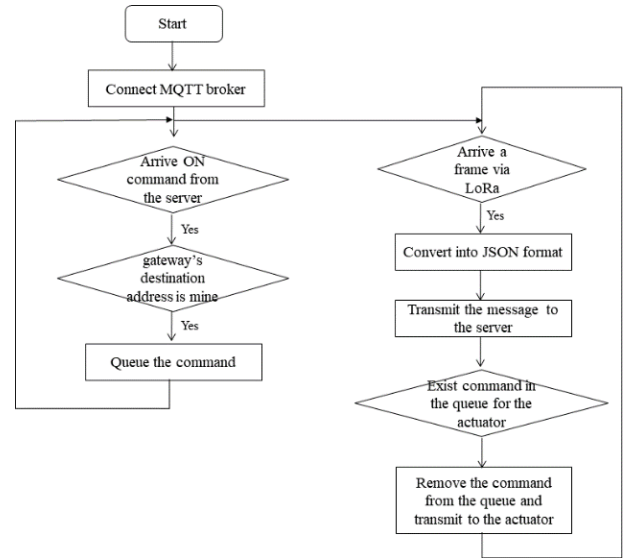 Start
Connect MQTT broker
Arrive ON
command from
the server
Yes
gateway's
destination
address is mine
Yes
Queue the command
Arrive a
frame via
LoRa
Yes
Convert into JSON format
Transmit the message to
the server
Exist command in
the queue for the
actuator
Remove the command
from the queue and
transmit to the actuator